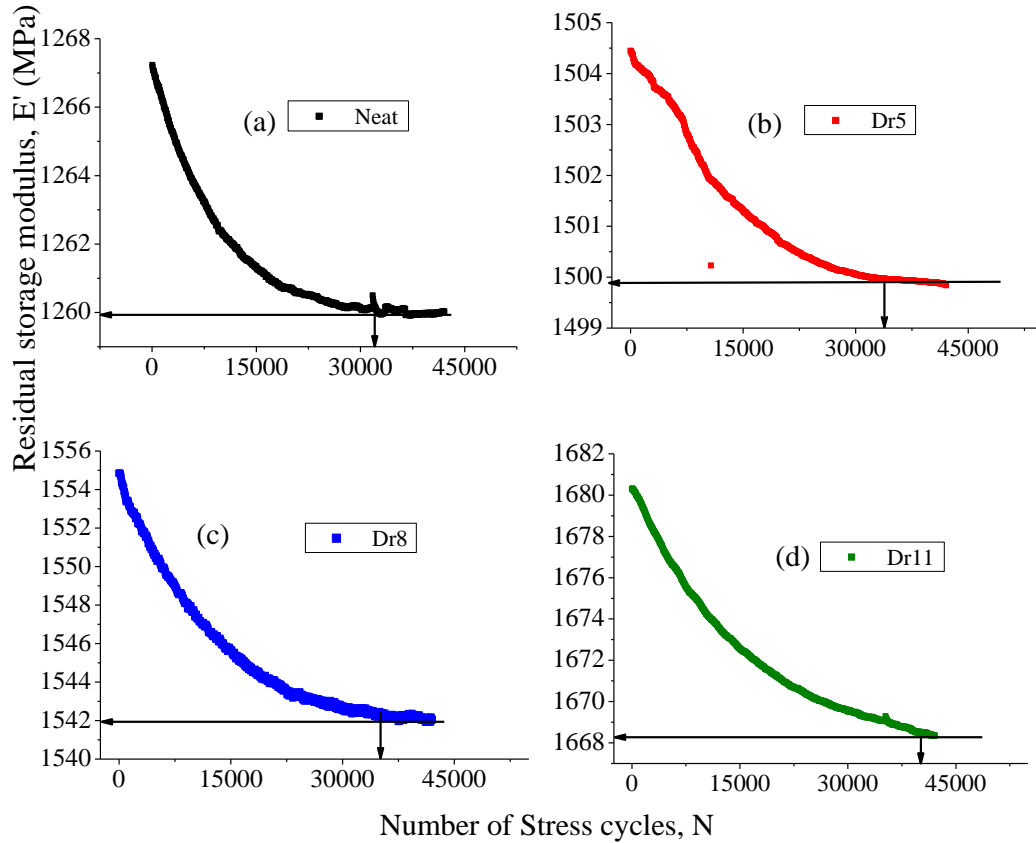 Residual storage modulus, E' (MPa)
1268
1266
1264
1262
1260
(a)
Neat
0 15000 30000 45000
1505
1504
1503
1502
1501
1500
1499
(b)
Dr5
0 15000 30000 45000
1556
1554
1553
1550
1548
1546
1543
1542
1540
(c)
Dr8
0 15000 30000 45000
1682
1680
1678
1676
1674
1672
1670
1668
(d)
Dr11
0 15000 30000 45000
Number of Stress cycles, N